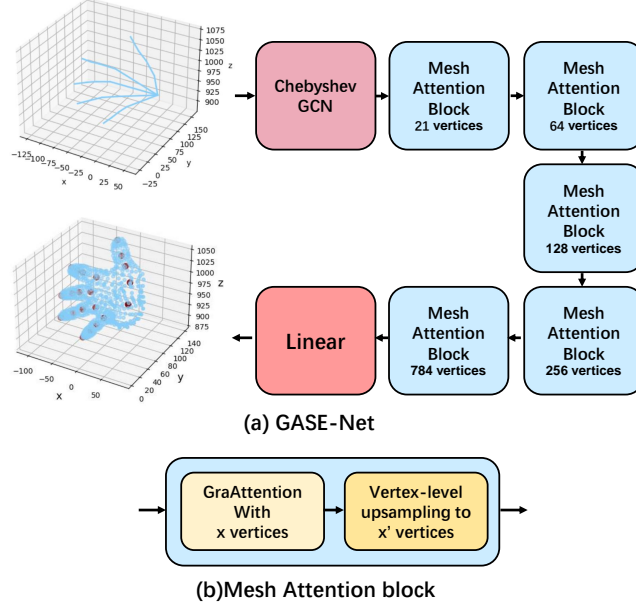 1075
1050
1025
1000
975
950
925
900
z
−125
−100
−75
−50
−25
0
25
50
x
−25
0
25
50
75
100
125
150
y
Chebyshev
GCN
Mesh
Attention
Block
21 vertices
Mesh
Attention
Block
64 vertices
Mesh
Attention
Block
128 vertices
1050
1025
1000
975
950
925
900
875
z
−100
−50
0
50
x
0
20
40
60
80
100
120
140
y
Linear
Mesh
Attention
Block
784 vertices
Mesh
Attention
Block
256 vertices
(a) GASE-Net
GraAttention
With
x vertices
Vertex-level
upsampling to
x’ vertices
(b)Mesh Attention block